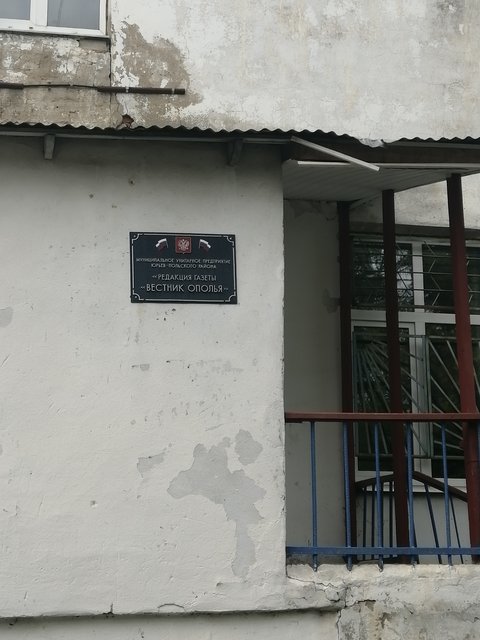 МУНИЦИПАЛЬНОЕ УНИТАРНОЕ ПРЕДПРИЯТИЕ
ЮРЬЕВ-ПОЛЬСКОГО РАЙОНА
«РЕДАКЦИЯ ГАЗЕТЫ
«ВЕСТНИК ОПОЛЬЯ»